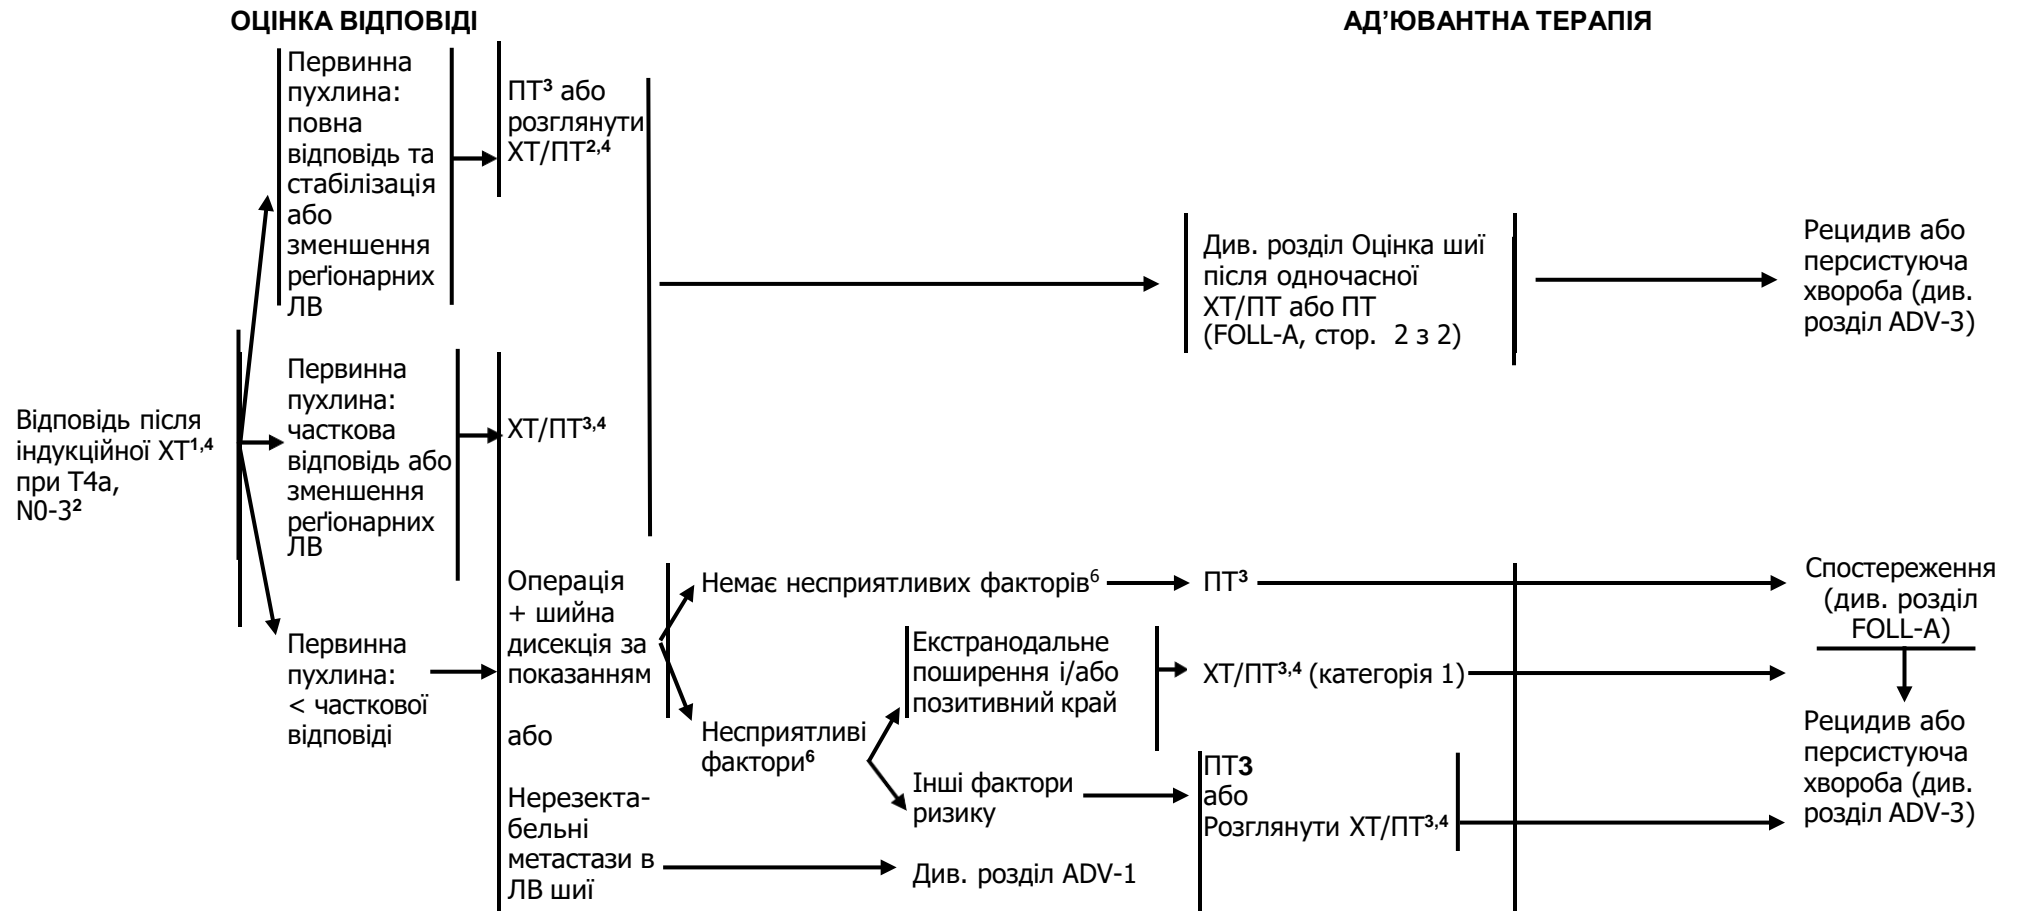 ОЦІНКА ВІДПОВІДІ
АД’ЮВАНТНА ТЕРАПІЯ
Первинна
пухлина:
повна
відповідь та
стабілізація
або
зменшення
реґіонарних
ЛВ
ПТ3 або
розглянути
ХТ/ПТ2,4
Див. розділ Оцінка шиї
після одночасної
ХТ/ПТ або ПТ
(FOLL-A, стор. 2 з 2)
Рецидив або
персистуюча
хвороба (див.
розділ ADV-3)
Відповідь після
індукційної ХТ1,4
при T4a,
N0-32
Первинна
пухлина:
часткова
відповідь або
зменшення
реґіонарних
ЛВ
ХТ/ПТ3,4
Первинна
пухлина:
< часткової
відповіді
Операція
+ шийна
дисекція за
показанням
або
Нерезекта-
бельні
метастази в
ЛВ шиї
Немає несприятливих факторів6
ПТ3
Несприятливі
фактори6
Екстранодальне
поширення і/або
позитивний край
ХТ/ПТ3,4 (категорія 1)
Інші фактори
ризику
ПТ3
або
Розглянути ХТ/ПТ3,4
Див. розділ ADV-1
Спостереження
(див. розділ
FOLL-A)
Рецидив або
персистуюча
хвороба (див.
розділ ADV-3)